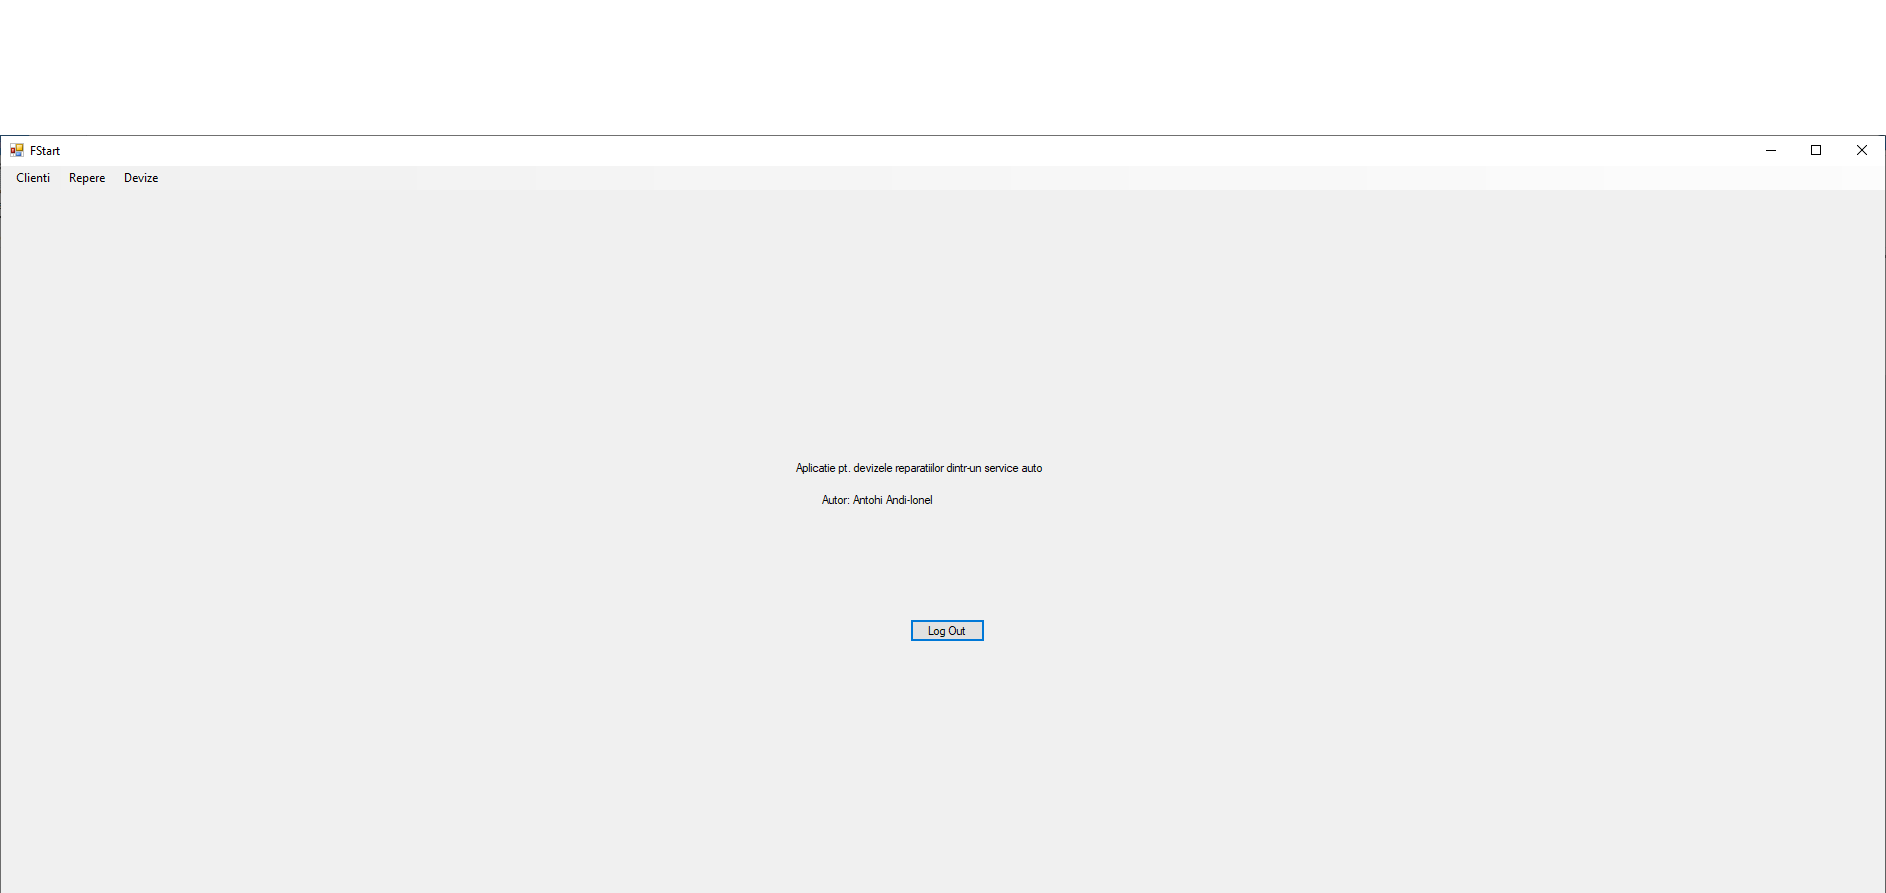 FStart
Clienti Repere Devize
Aplicatie pt. devizele reparatiilor dintr-un service auto
Autor: Antohi Andi-Ionel
Log Out